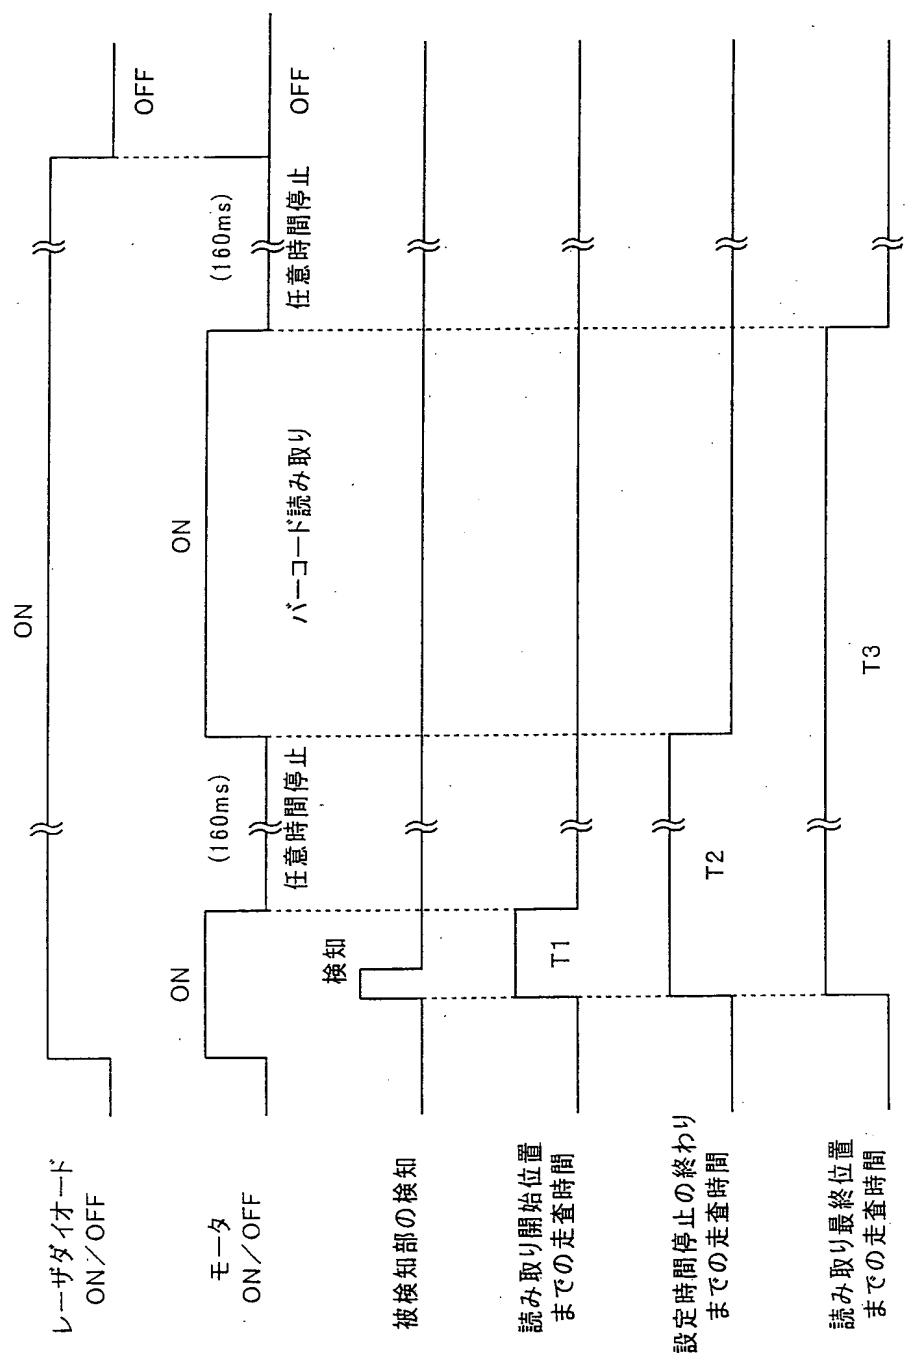 レーザダイオード
ON/OFF
ON
OFF
モータ
ON/OFF
ON
(160ms)
任意時間停止
ON
バーコード読み取り
(160ms)
任意時間停止
OFF
被検知部の検知
検知
読み取り開始位置
までの走査時間
T1
設定時間停止の終わり
までの走査時間
T2
読み取り最終位置
までの走査時間
T3